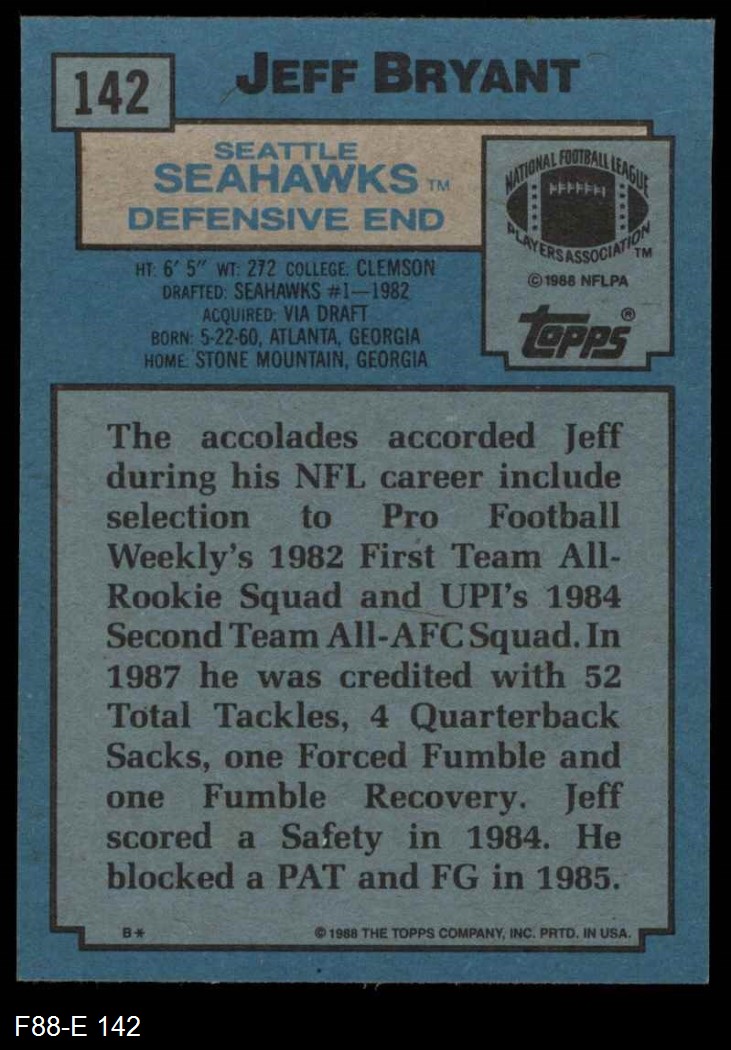 142
JEFF BRYANT
SEATTLE
SEAHAWKS TM
DEFENSIVE END
NATIONAL FOOTBALL LEAGUE
PLAYERS ASSOCIATION TM
© 1988 NFLPA
topps®
HT: 6' 5" WT: 272 COLLEGE: CLEMSON
DRAFTED: SEAHAWKS #1—1982
ACQUIRED: VIA DRAFT
BORN: 5-22-60, ATLANTA, GEORGIA
HOME: STONE MOUNTAIN, GEORGIA
The accolades accorded Jeff
during his NFL career include
selection to Pro Football
Weekly's 1982 First Team All-
Rookie Squad and UPI's 1984
Second Team All-AFC Squad. In
1987 he was credited with 52
Total Tackles, 4 Quarterback
Sacks, one Forced Fumble and
one Fumble Recovery. Jeff
scored a Safety in 1984. He
blocked a PAT and FG in 1985.
B* © 1988 THE TOPPS COMPANY, INC. PRTD. IN USA.
F88-E 142